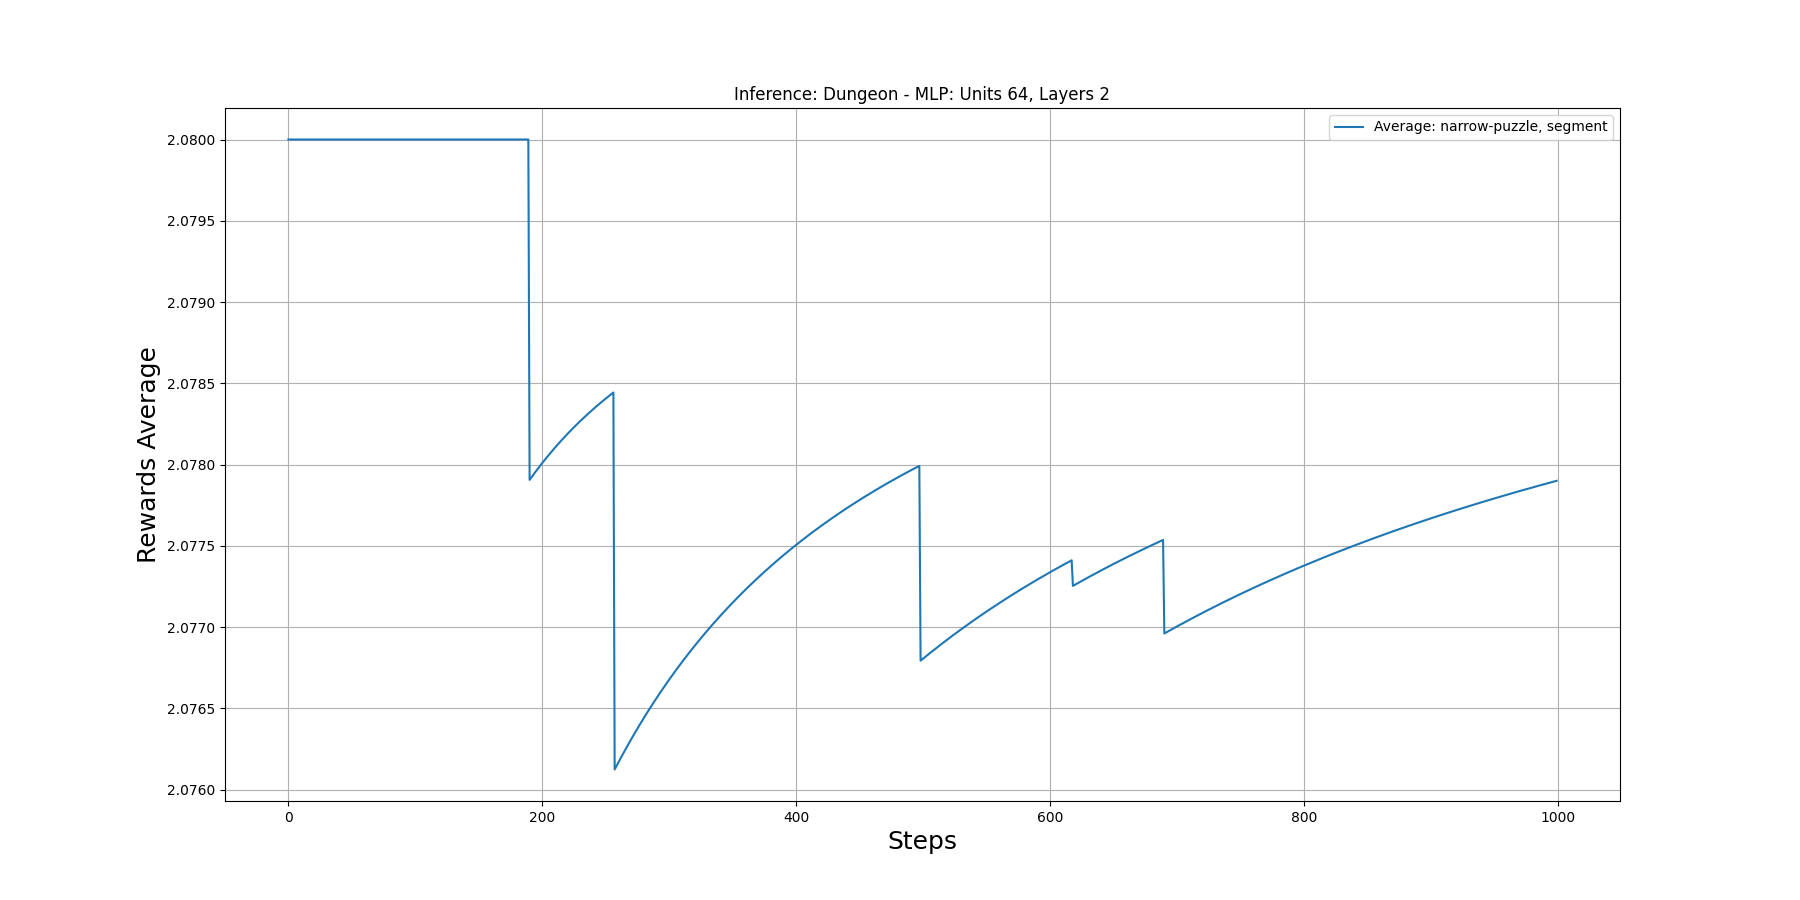 Inference: Dungeon - MLP: Units 64, Layers 2
Average: narrow-puzzle, segment
Rewards Average
2.0800
2.0795
2.0790
2.0785
2.0780
2.0775
2.0770
2.0765
2.0760
0 200 400 600 800 1000
Steps